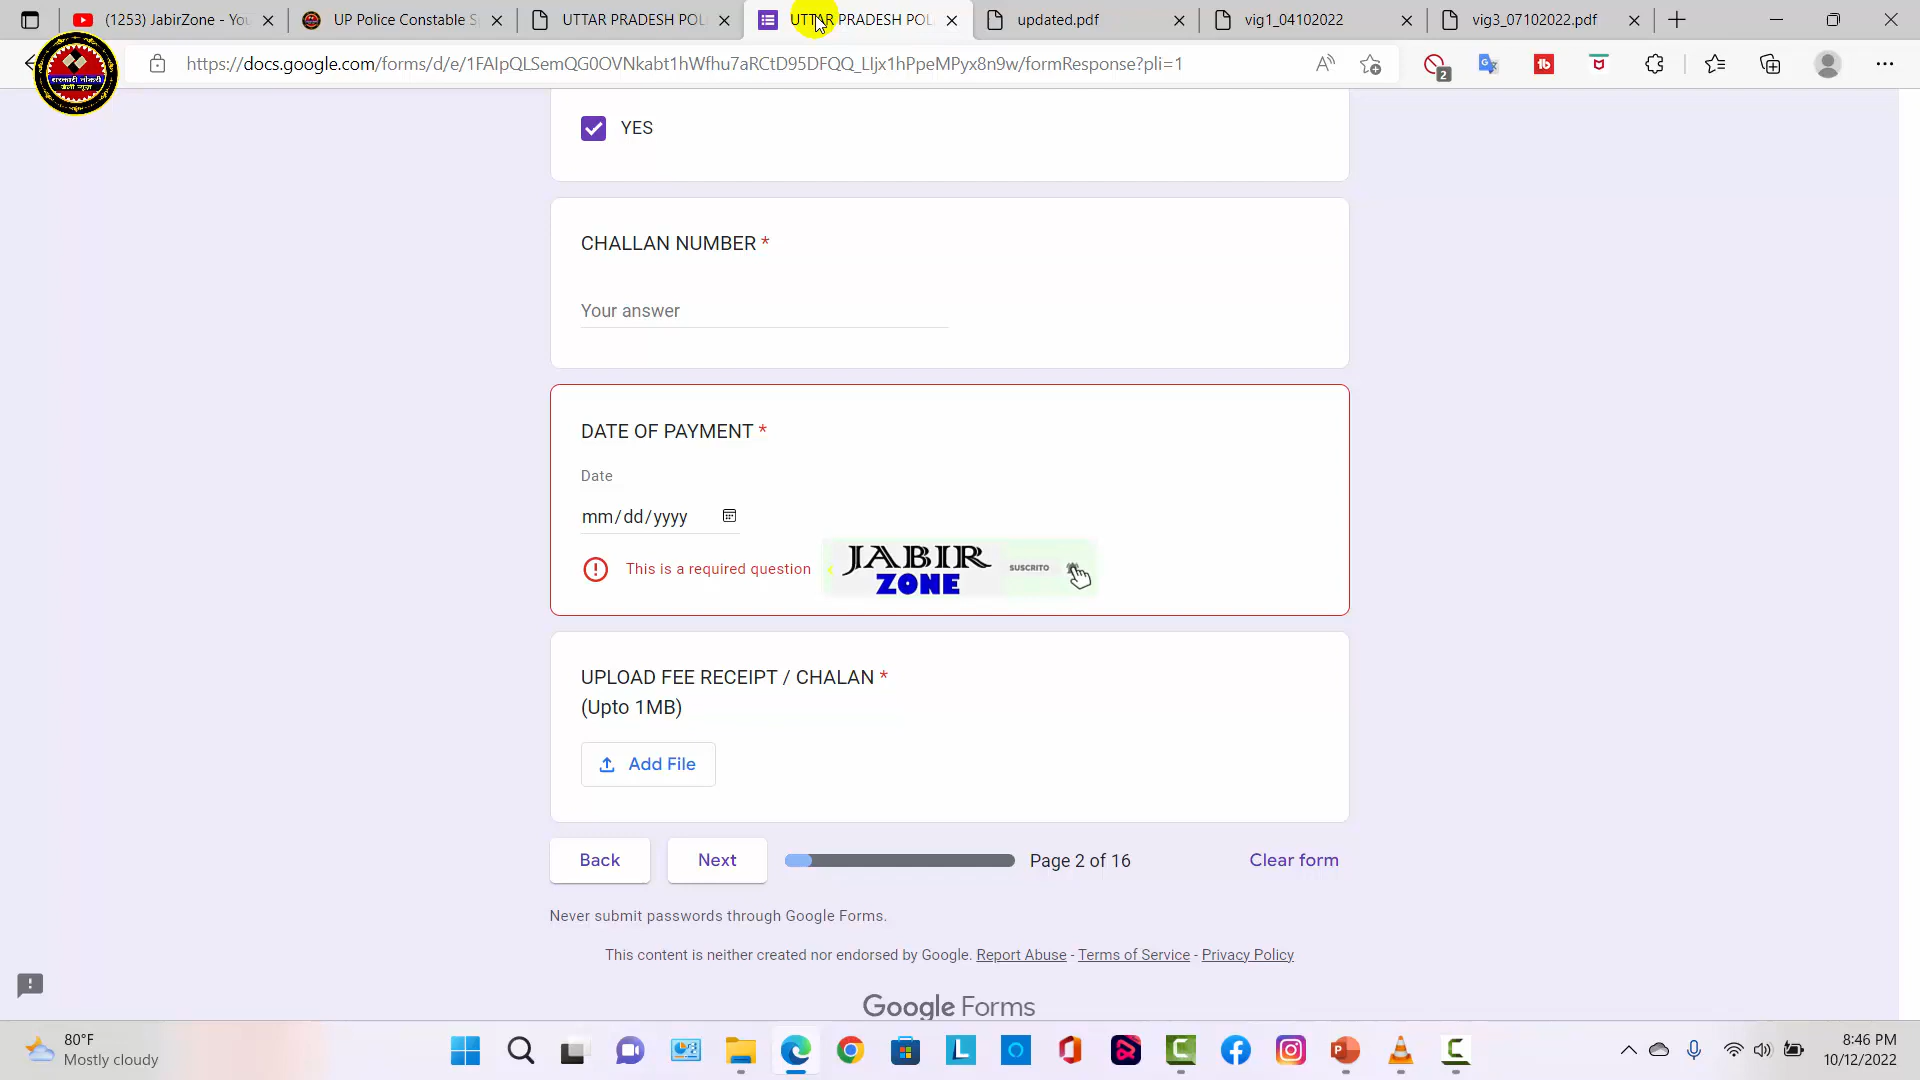 (1253) JabirZone - You
UP Police Constable S
UTTAR PRADESH POL
UTTAR PRADESH POL
updated.pdf
vig1_04102022
vig3_07102022.pdf
https://docs.google.com/forms/d/e/1FAIpQLSemQG0OVNkabt1hWfhu7aRCtD95DFQQ_LIjx1hPpeMPyx8n9w/formResponse?pli=1
2
सरकारी नौकरी
YES
CHALLAN NUMBER *
Your answer
DATE OF PAYMENT *
Date
mm/dd/yyyy
This is a required question
JABIR
ZONE
SUSCRITO
UPLOAD FEE RECEIPT / CHALAN *
(Upto 1MB)
Add File
Back
Next
Page 2 of 16
Clear form
Never submit passwords through Google Forms.
This content is neither created nor endorsed by Google. Report Abuse - Terms of Service - Privacy Policy
Google Forms
80°F
Mostly cloudy
8:46 PM
10/12/2022